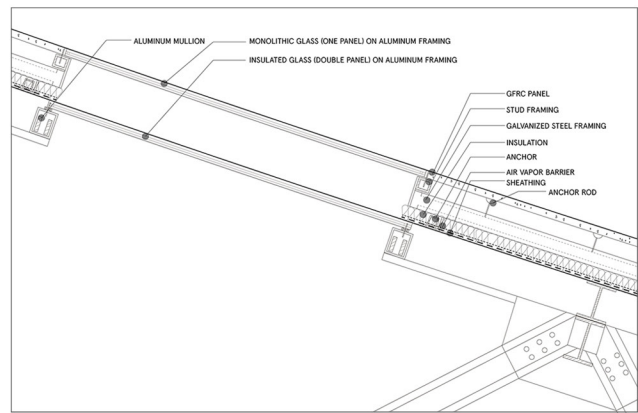 ALUMINUM MULLION
MONOLITHIC GLASS (ONE PANEL) ON ALUMINUM FRAMING
INSULATED GLASS (DOUBLE PANEL) ON ALUMINUM FRAMING
GFRC PANEL
STUD FRAMING
GALVANIZED STEEL FRAMING
INSULATION
ANCHOR
AIR VAPOR BARRIER
SHEATHING
ANCHOR ROD